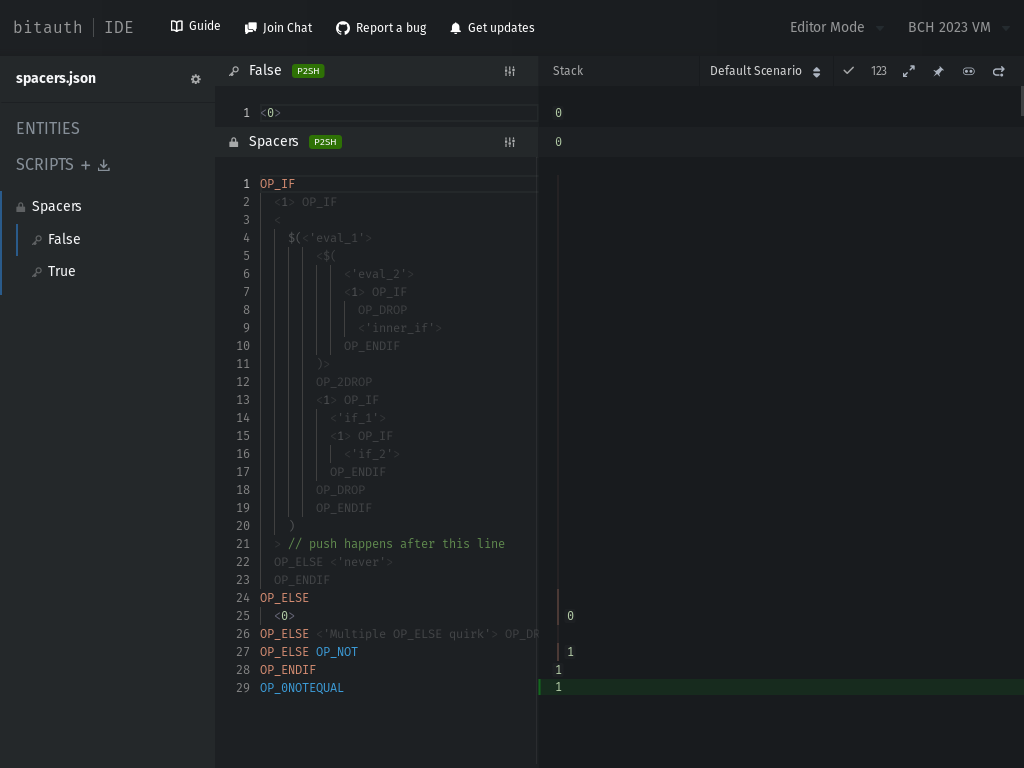 bitauth | IDE Guide Join Chat Report a bug Get updates Editor Mode BCH 2023 VM
spacers.json
ENTITIES
SCRIPTS +
Spacers
False
True
False P2SH
1 <0>
Spacers P2SH
1 OP_IF
2 <1> OP_IF
3 <
4 $(<'eval_1'>
5 <$(
6 <'eval_2'>
7 <1> OP_IF
8 OP_DROP
9 <'inner_if'>
10 OP_ENDIF
11 )>
12 OP_2DROP
13 <1> OP_IF
14 <'if_1'>
15 <1> OP_IF
16 <'if_2'>
17 OP_ENDIF
18 OP_DROP
19 OP_ENDIF
20 )
21 > // push happens after this line
22 OP_ELSE <'never'>
23 OP_ENDIF
24 OP_ELSE
25 <0>
26 OP_ELSE <'Multiple OP_ELSE quirk'> OP_DR
27 OP_ELSE OP_NOT
28 OP_ENDIF
29 OP_0NOTEQUAL
Stack Default Scenario 123
0
0
0
1
1
1